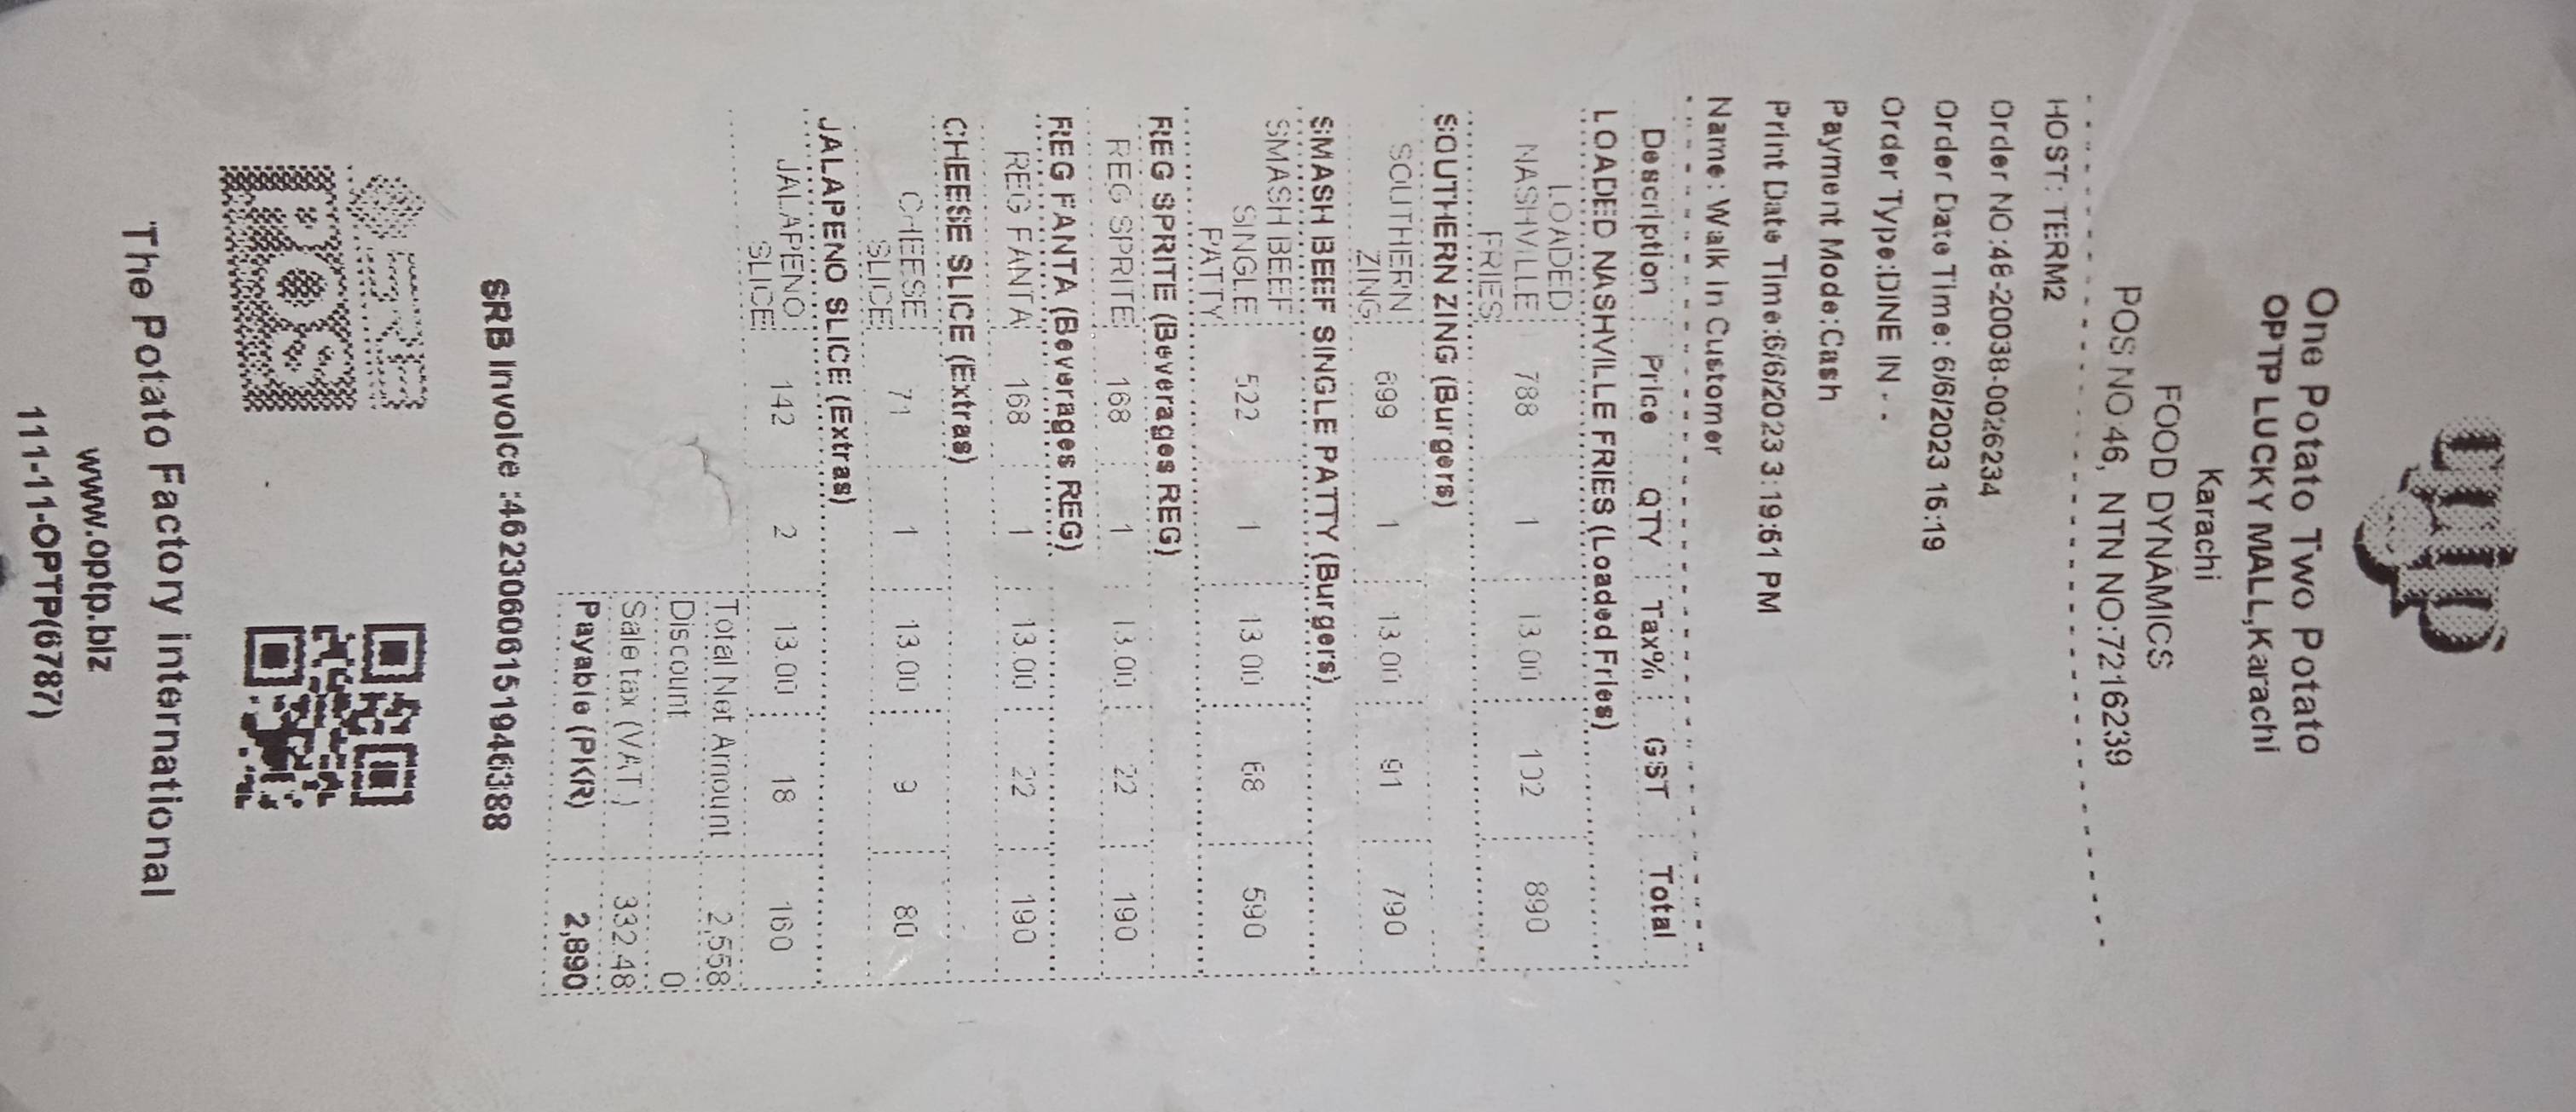 optp
One Potato Two Potato
OPTP LUCKY MALL,Karachi
Karachi
FOOD DYNAMICS
POS NO 46, NTN NO:7216239
HOST: TERM2
Order NO:46-20038-0026234
Order Date Time: 6/6/2023 15:19
Order Type:DINE IN - -
Payment Mode:Cash
Print Date Time:6/6/2023 3:19:51 PM
Name: Walk in Customer
Description Price QTY Tax% GST Total
LOADED NASHVILLE FRIES (Loaded Fries)
LOADED
NASHVILLE 788 1 13.00 102 890
FRIES
SOUTHERN ZING (Burgers)
SOUTHERN 699 1 13.00 91 790
ZING
SMASH BEEF SINGLE PATTY (Burgers)
SMASH BEEF
SINGLE 522 1 13.00 68 590
PATTY
REG SPRITE (Beverages REG)
REG SPRITE 168 1 13.00 22 190
REG FANTA (Beverages REG)
REG FANTA 168 1 13.00 22 190
CHEESE SLICE (Extras)
CHEESE 71 1 13.00 9 80
SLICE
JALAPENO SLICE (Extras)
JALAPENO 142 2 13.00 18 160
SLICE
Total Net Amount 2,558
Discount 0
Sale tax (VAT ) 332.48
Payable (PKR) 2,890
SRB Invoice :46230606151946388
POS
The Potato Factory international
www.optp.biz
111-11-OPTP(6787)